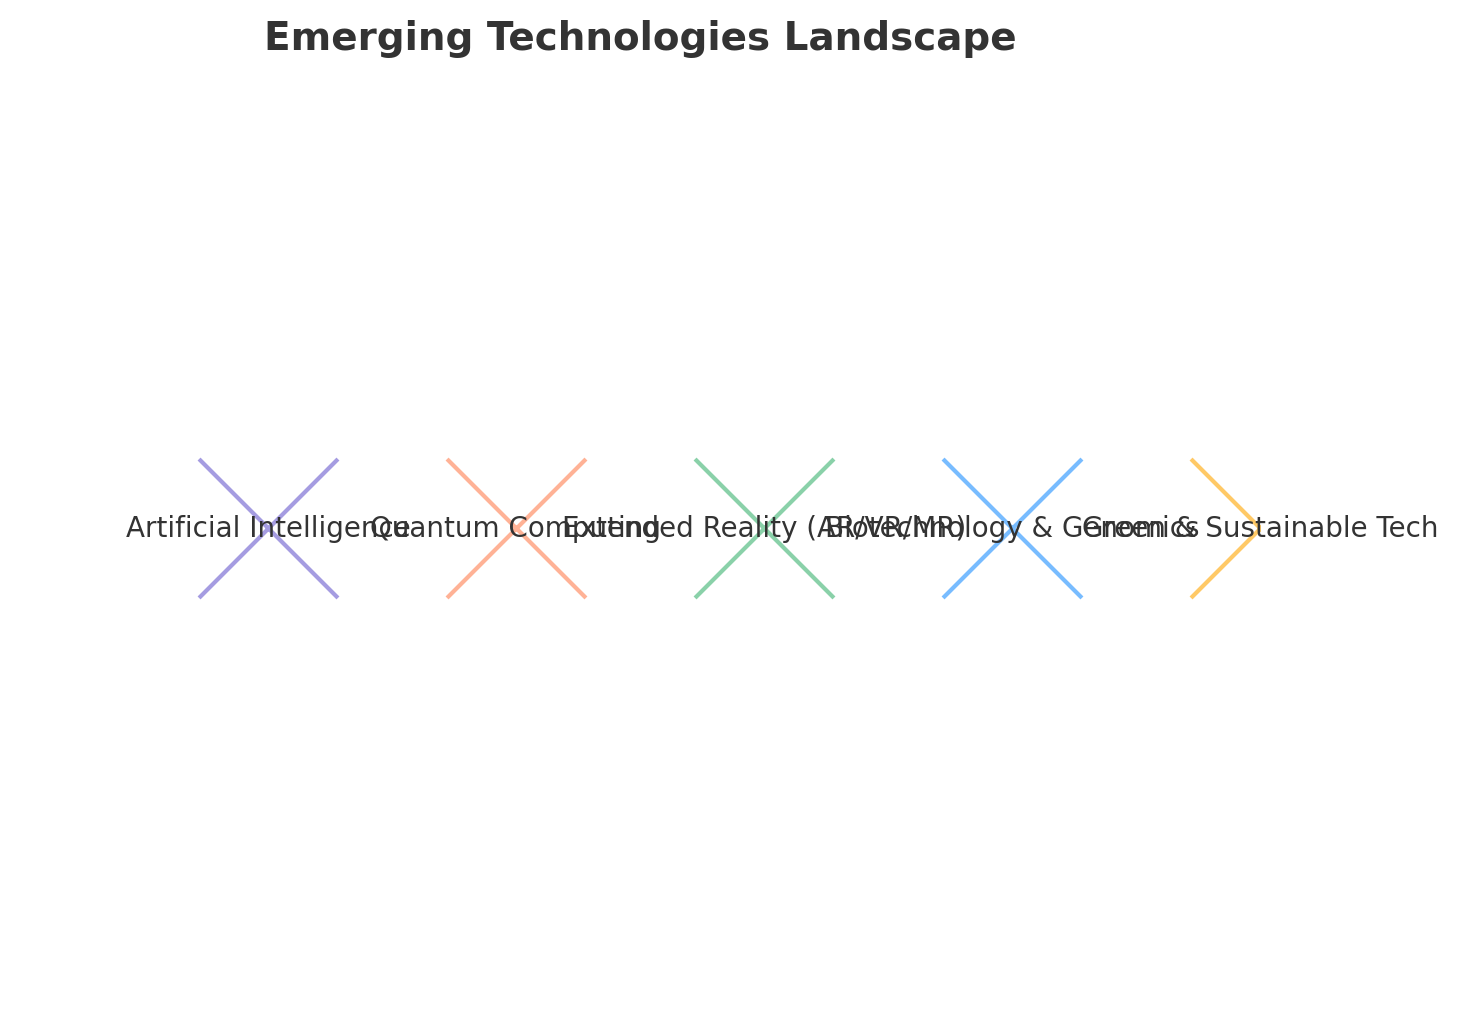 Emerging Technologies Landscape
Artificial Intelligence
Quantum Computing
Extended Reality (AR/VR/MR)
Biotechnology & Genomics
Green & Sustainable Tech